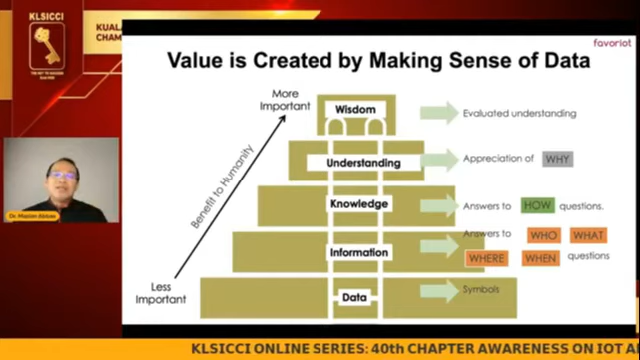 KLSICCI
KUALA
CHAM
favoriot
Value is Created by Making Sense of Data
More
Important
Benefit to Humanity
Less
Important
Wisdom
Evaluated understanding
Understanding
Appreciation of WHY
Knowledge
Answers to HOW questions.
Information
Answers to WHO WHAT
WHERE WHEN questions
Data
Symbols
Dr. Mazlan Abbas
KLSICCI ONLINE SERIES: 40th CHAPTER AWARENESS ON IOT